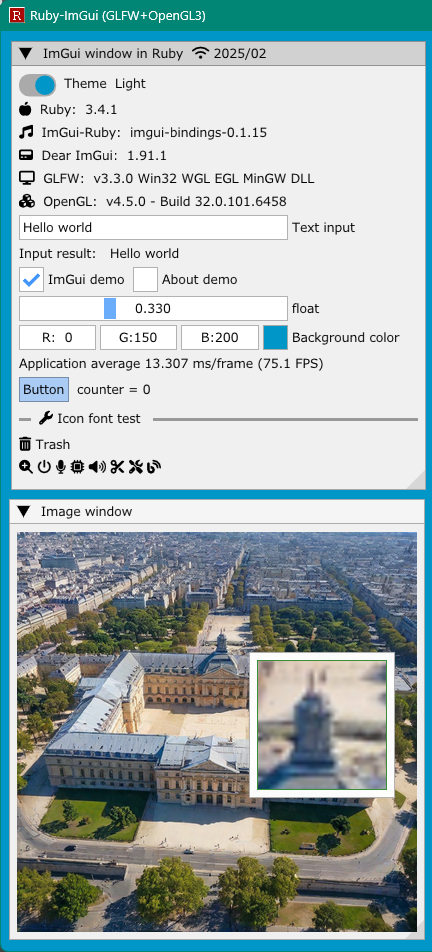 R Ruby-ImGui (GLFW+OpenGL3)
ImGui window in Ruby 2025/02
Theme Light
Ruby: 3.4.1
ImGui-Ruby: imgui-bindings-0.1.15
Dear ImGui: 1.91.1
GLFW: v3.3.0 Win32 WGL EGL MinGW DLL
OpenGL: v4.5.0 - Build 32.0.101.6458
Hello world Text input
Input result: Hello world
ImGui demo About demo
0.330 float
R: 0 G:150 B:200 Background color
Application average 13.307 ms/frame (75.1 FPS)
Button counter = 0
Icon font test
Trash
Image window